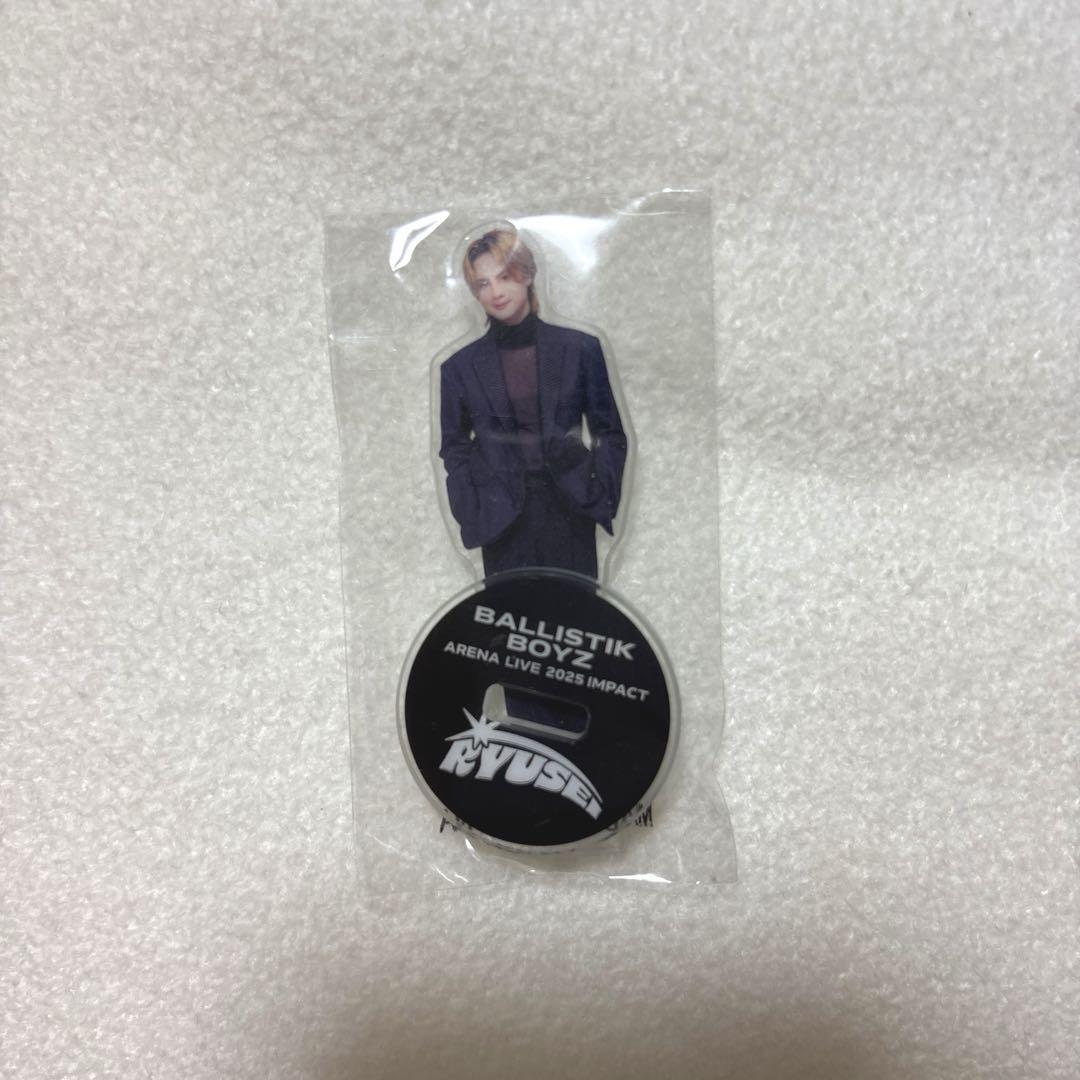 BALLISTIK
BOYZ
ARENA LIVE 2025 IMPACT
RYUSEI